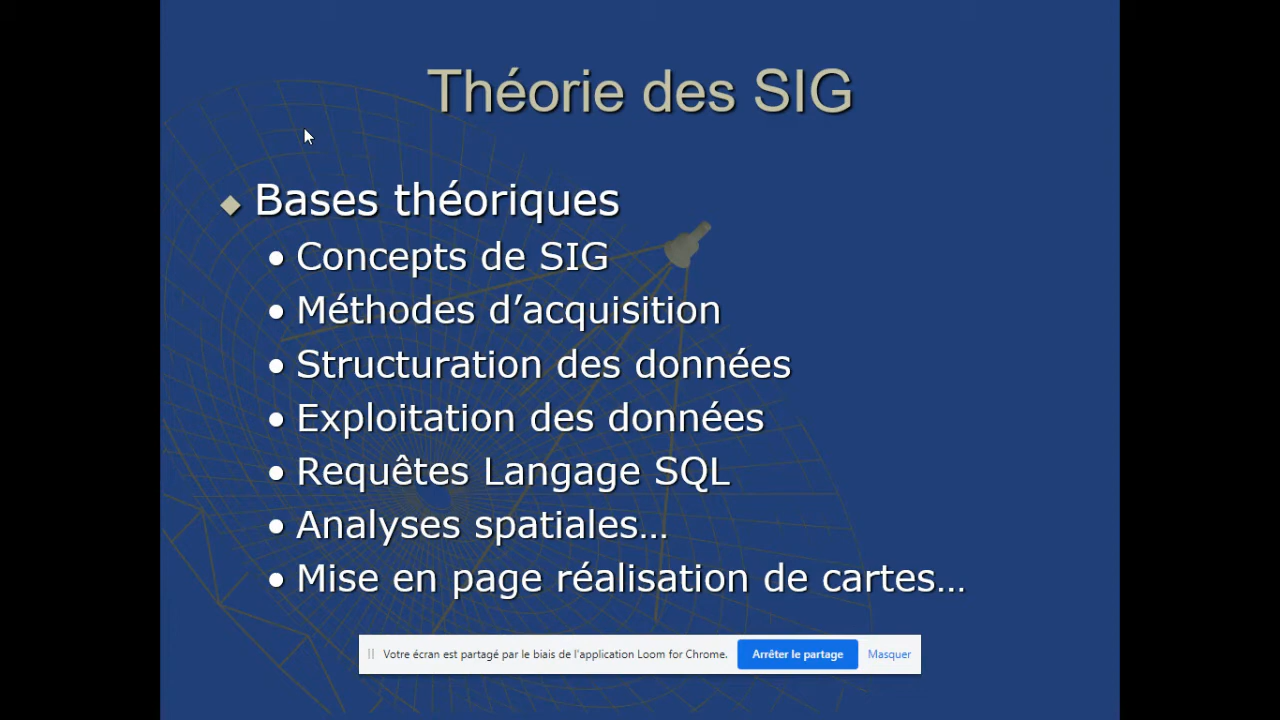 Théorie des SIG
Bases théoriques
Concepts de SIG
Méthodes d’acquisition
Structuration des données
Exploitation des données
Requêtes Langage SQL
Analyses spatiales…
Mise en page réalisation de cartes…
Votre écran est partagé par le biais de l'application Loom for Chrome. Arrêter le partage Masquer